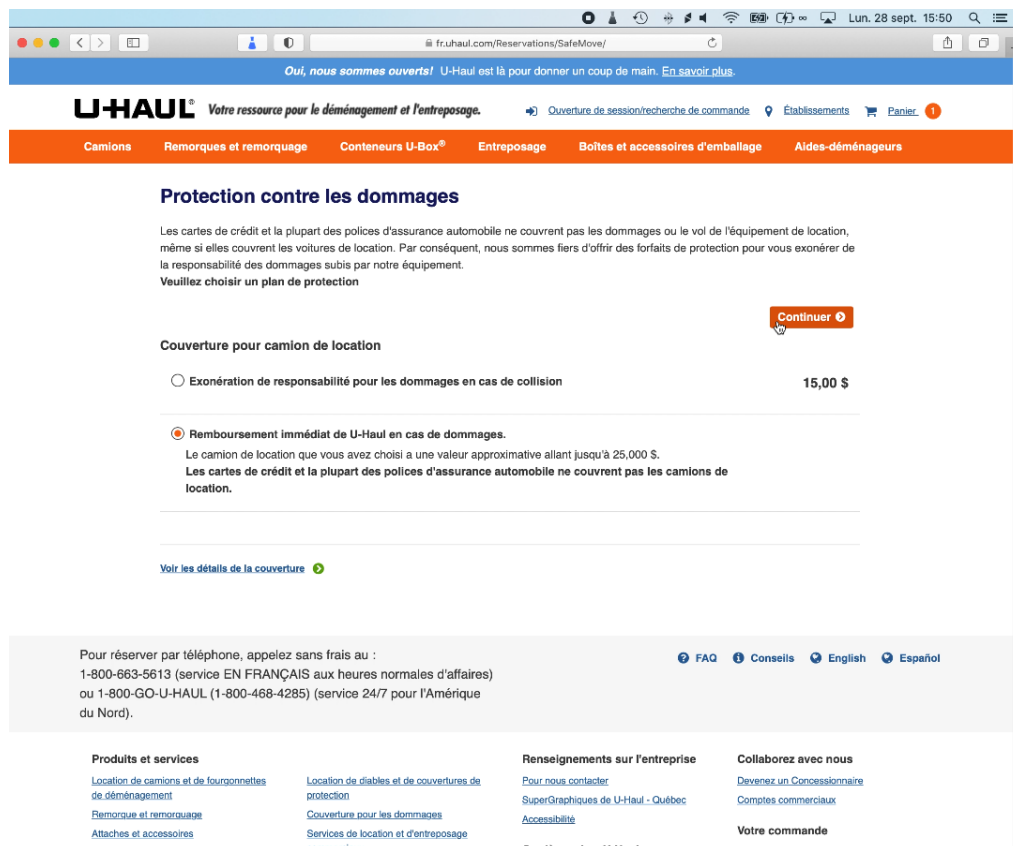 Lun. 28 sept. 15:50
fr.uhaul.com/Reservations/SafeMove/
Oui, nous sommes ouverts! U-Haul est là pour donner un coup de main. En savoir plus.
U-HAUL® Votre ressource pour le déménagement et l'entreposage. Ouverture de session/recherche de commande Établissements Panier 1
Camions Remorques et remorquage Conteneurs U-Box® Entreposage Boîtes et accessoires d'emballage Aides-déménageurs
Protection contre les dommages
Les cartes de crédit et la plupart des polices d'assurance automobile ne couvrent pas les dommages ou le vol de l'équipement de location,
même si elles couvrent les voitures de location. Par conséquent, nous sommes fiers d'offrir des forfaits de protection pour vous exonérer de
la responsabilité des dommages subis par notre équipement.
Veuillez choisir un plan de protection
Continuer
Couverture pour camion de location
Exonération de responsabilité pour les dommages en cas de collision 15,00 $
Remboursement immédiat de U-Haul en cas de dommages.
Le camion de location que vous avez choisi a une valeur approximative allant jusqu'à 25,000 $.
Les cartes de crédit et la plupart des polices d'assurance automobile ne couvrent pas les camions de
location.
Voir les détails de la couverture
Pour réserver par téléphone, appelez sans frais au :
1-800-663-5613 (service EN FRANÇAIS aux heures normales d'affaires)
ou 1-800-GO-U-HAUL (1-800-468-4285) (service 24/7 pour l'Amérique
du Nord).
FAQ Conseils English Español
Produits et services
Location de camions et de fourgonnettes
de déménagement
Remorque et remorquage
Attaches et accessoires
Location de diables et de couvertures de
protection
Couverture pour les dommages
Services de location et d'entreposage
Renseignements sur l'entreprise
Pour nous contacter
SuperGraphiques de U-Haul - Québec
Accessibilité
Collaborez avec nous
Devenez un Concessionnaire
Comptes commerciaux
Votre commande